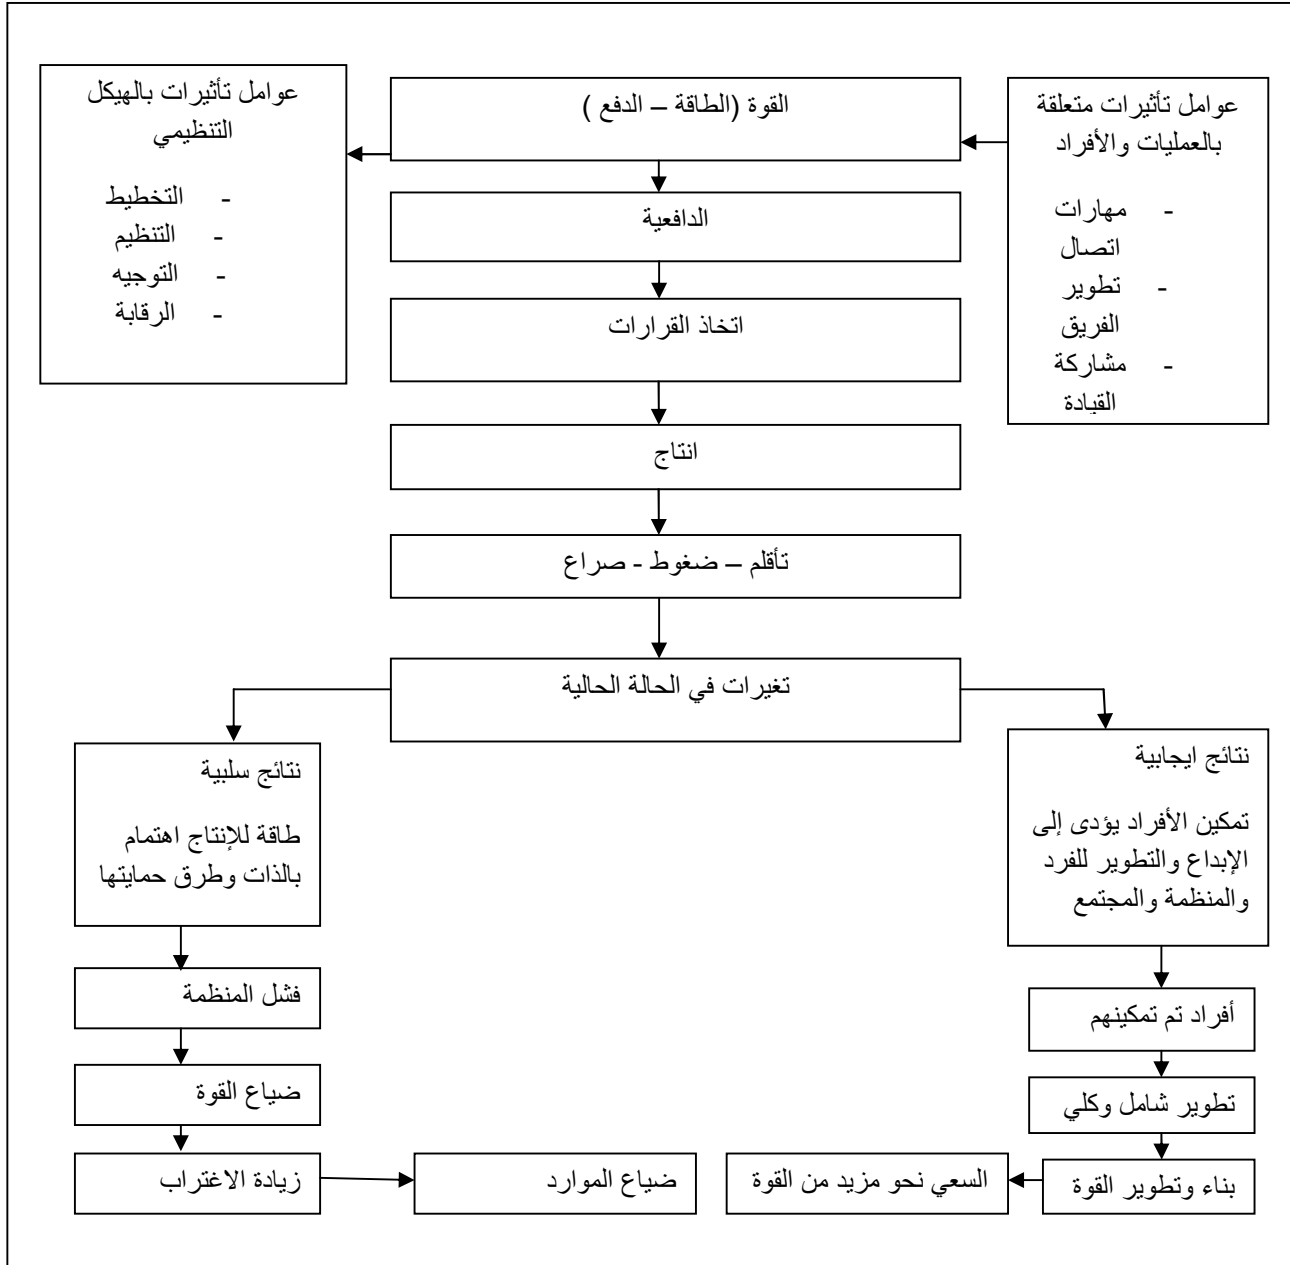 عوامل تأثيرات متعلقة
بالعمليات والأفراد
- مهارات
اتصال
- تطوير
الفريق
- مشاركة
القيادة
القوة (الطاقة – الدفع )
عوامل تأثيرات بالهيكل
التنظيمي
- التخطيط
- التنظيم
- التوجيه
- الرقابة
الدافعية
اتخاذ القرارات
انتاج
تأقلم – ضغوط - صراع
تغيرات في الحالة الحالية
نتائج ايجابية
تمكين الأفراد يؤدى إلى
الإبداع والتطوير للفرد
والمنظمة والمجتمع
أفراد تم تمكينهم
تطوير شامل وكلي
بناء وتطوير القوة
السعي نحو مزيد من القوة
نتائج سلبية
طاقة للإنتاج اهتمام
بالذات وطرق حمايتها
فشل المنظمة
ضياع القوة
زيادة الاغتراب
ضياع الموارد